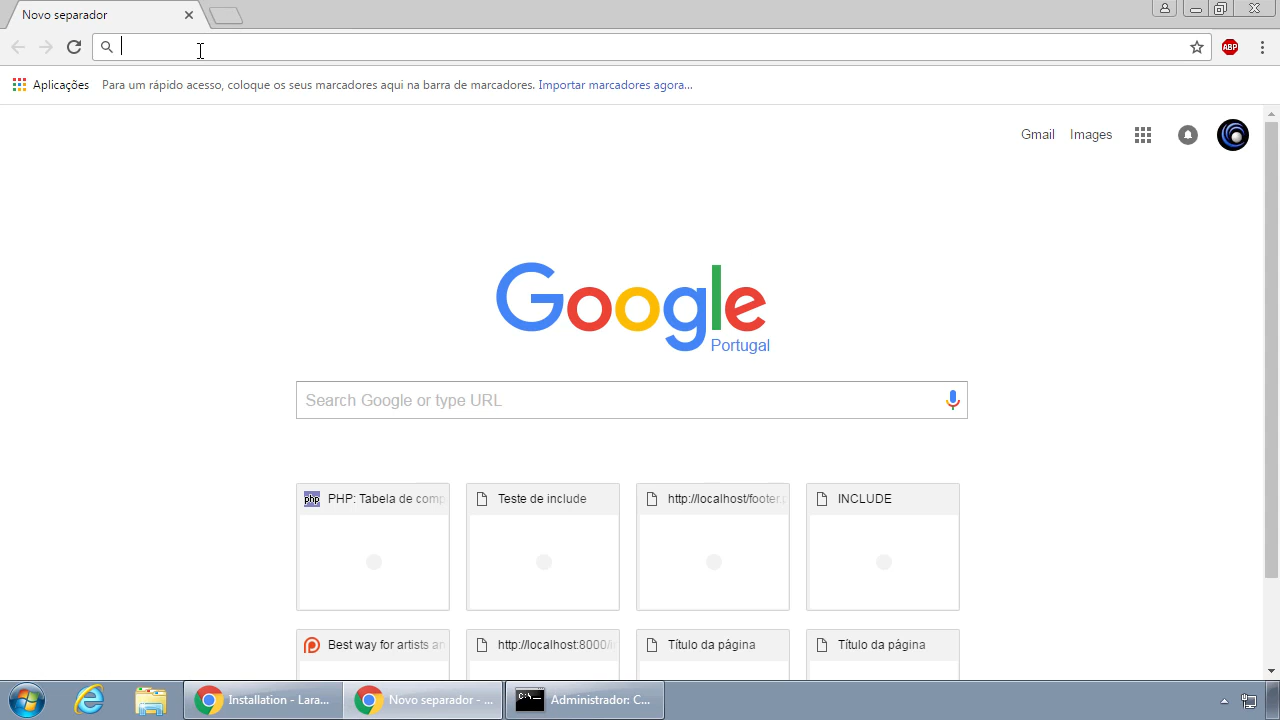 Novo separador
Aplicações Para um rápido acesso, coloque os seus marcadores aqui na barra de marcadores. Importar marcadores agora...
ABP
Gmail Images
Google
Portugal
Search Google or type URL
php PHP: Tabela de comp
Teste de include
http://localhost/footer.p
INCLUDE
Best way for artists an
http://localhost:8000/i
Título da página
Título da página
Installation - Lara...
Novo separador - ...
C:\-
Administrador: C...